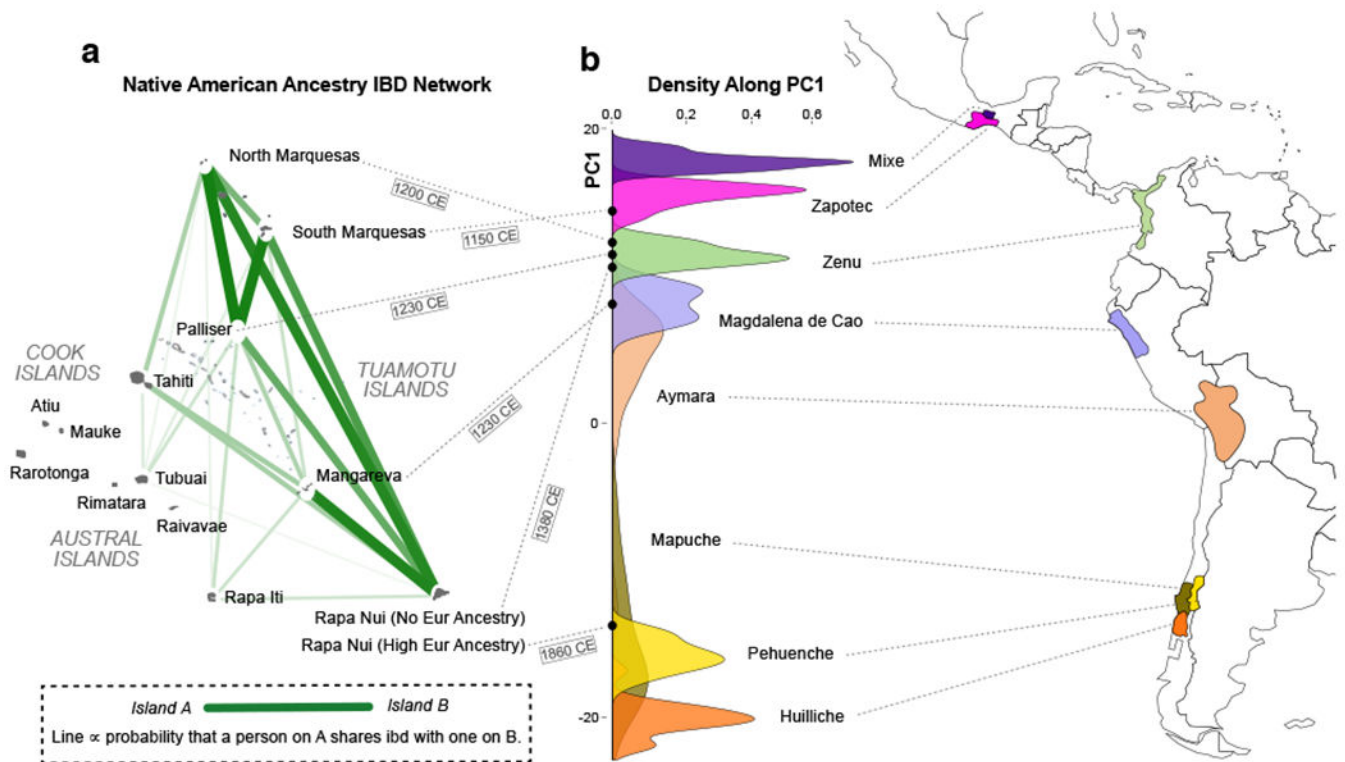 a
Native American Ancestry IBD Network
North Marquesas
South Marquesas
Palliser
COOK
ISLANDS
Tahiti
TUAMOTU
ISLANDS
Atiu
Mauke
Rarotonga
Tubuai
Mangareva
Rimatara
Raivavae
AUSTRAL
ISLANDS
Rapa Iti
Rapa Nui (No Eur Ancestry)
Rapa Nui (High Eur Ancestry)
Island A
Island B
Line ∝ probability that a person on A shares ibd with one on B.
1200 CE
1150 CE
1230 CE
1230 CE
1380 CE
1860 CE
b
Density Along PC1
0.0 0.2 0.4 0.6
20
PC1
0
-20
Mixe
Zapotec
Zenu
Magdalena de Cao
Aymara
Mapuche
Pehuenche
Huilliche